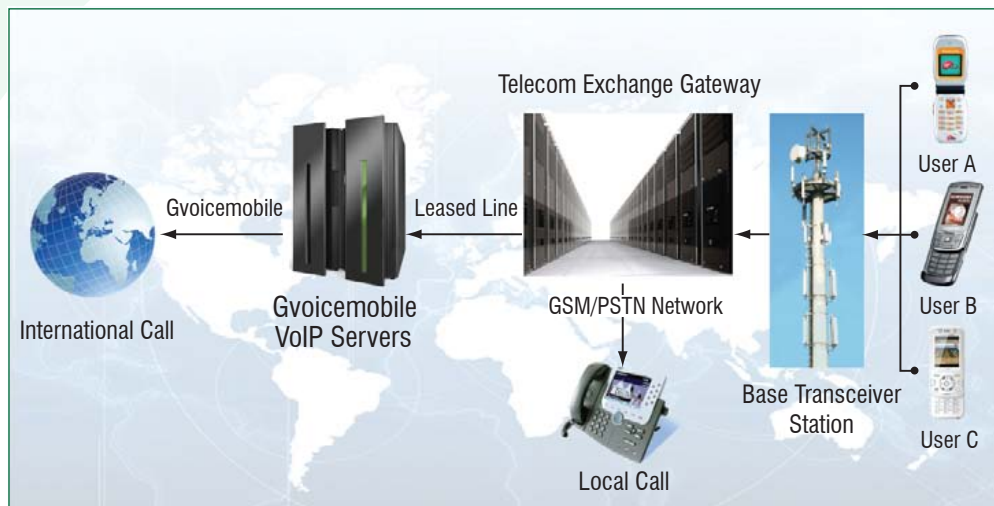 Telecom Exchange Gateway
User A
Gvoicemobile
Leased Line
Gvoicemobile
VoIP Servers
International Call
GSM/PSTN Network
User B
Base Transceiver
Station
User C
Local Call